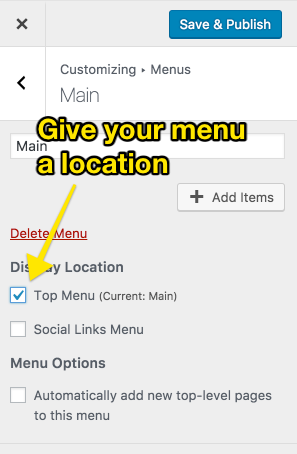 Save & Publish
Customizing ▸ Menus
Main
Give your menu
a location
Main
Add Items
Delete Menu
Display Location
Top Menu (Current: Main)
Social Links Menu
Menu Options
Automatically add new top-level pages
to this menu